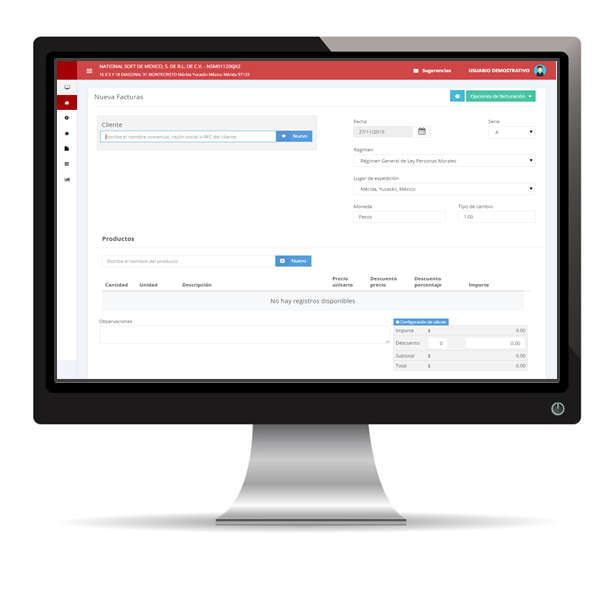 NATIONAL SOFT DE MEXICO, S. DE R.L. DE C.V. - NSM011206JX3
16 X 5 Y 18 DIAGONAL 91 MONTECRISTO Mérida Yucatán México Mérida 97133
Sugerencias
USUARIO DEMOSTRATIVO
Nueva Facturas
Opciones de facturación
Cliente
Escribe el nombre comercial, razón social o RFC del cliente
Nuevo
Fecha
27/11/2015
Serie
A
Regimen
Régimen General de Ley Personas Morales
Lugar de expedición
Mérida, Yucatán, México
Moneda
Pesos
Tipo de cambio
1.00
Productos
Escribe el nombre del producto
Nuevo
Cantidad Unidad Descripción Precio unitario Descuento precio Descuento porcentaje Importe
No hay registros disponibles
Observaciones
Configuración de cálculo
Importe $ 0.00
Descuento 0 0.00
Subtotal $ 0.00
Total $ 0.00